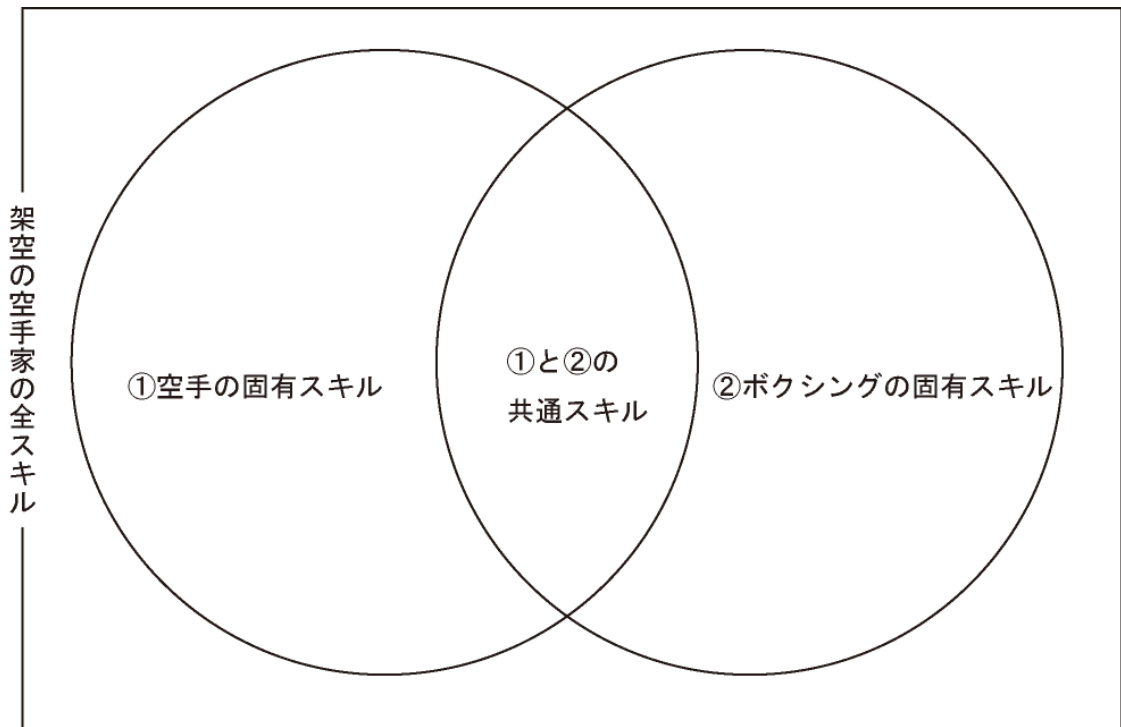 架空の空手家の全スキル
①空手の固有スキル
①と②の
共通スキル
②ボクシングの固有スキル